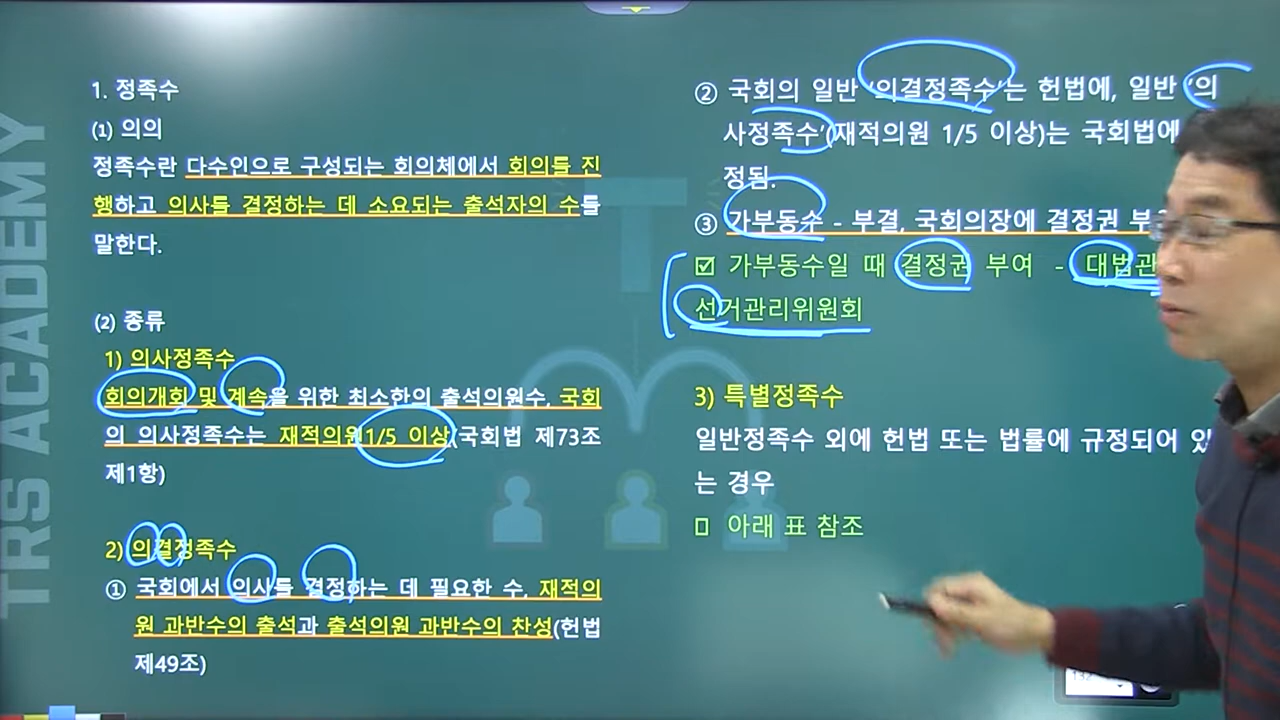 TRS ACADEMY
1. 정족수
(1) 의의
정족수란 다수인으로 구성되는 회의체에서 회의를 진
행하고 의사를 결정하는 데 소요되는 출석자의 수를
말한다.
(2) 종류
1) 의사정족수
회의개회 및 계속을 위한 최소한의 출석의원수, 국회
의 의사정족수는 재적의원1/5 이상(국회법 제73조
제1항)
2) 의결정족수
① 국회에서 의사를 결정하는 데 필요한 수, 재적의
원 과반수의 출석과 출석의원 과반수의 찬성(헌법
제49조)
② 국회의 일반 '의결정족수'는 헌법에, 일반 '의
사정족수'(재적의원 1/5 이상)는 국회법에
정됨.
③ 가부동수 - 부결, 국회의장에 결정권
☑ 가부동수일 때 결정권 부여 - 대법관
선거관리위원회
3) 특별정족수
일반정족수 외에 헌법 또는 법률에 규정되어 있
는 경우
□ 아래 표 참조